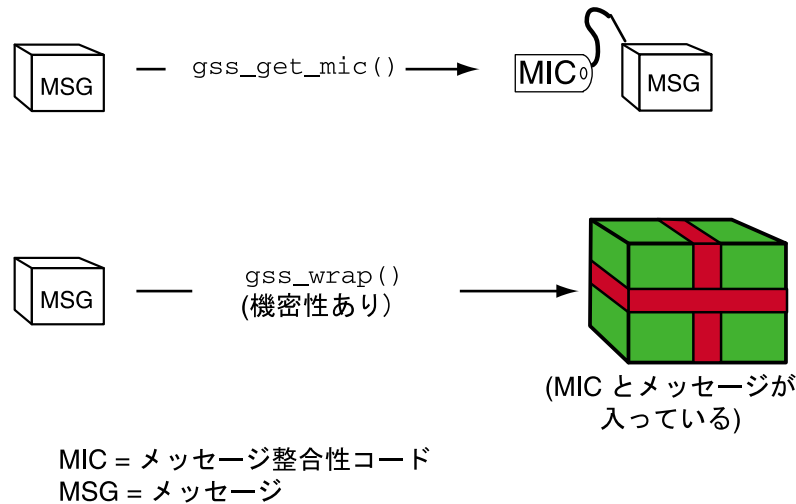 MSG
gss_get_mic()
MIC
MSG
MSG
gss_wrap()
(機密性あり)
(MIC とメッセージが
入っている)
MIC = メッセージ整合性コード
MSG = メッセージ